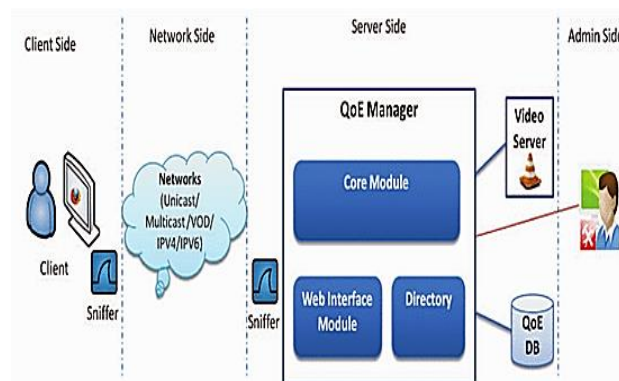 Client Side
Network Side
Server Side
Admin Side
QoE Manager
Video
Server
Core Module
Networks
(Unicast/
Multicast/VOD/
IPV4/IPV6)
Client
Sniffer
Sniffer
Web Interface
Module
Directory
QoE
DB